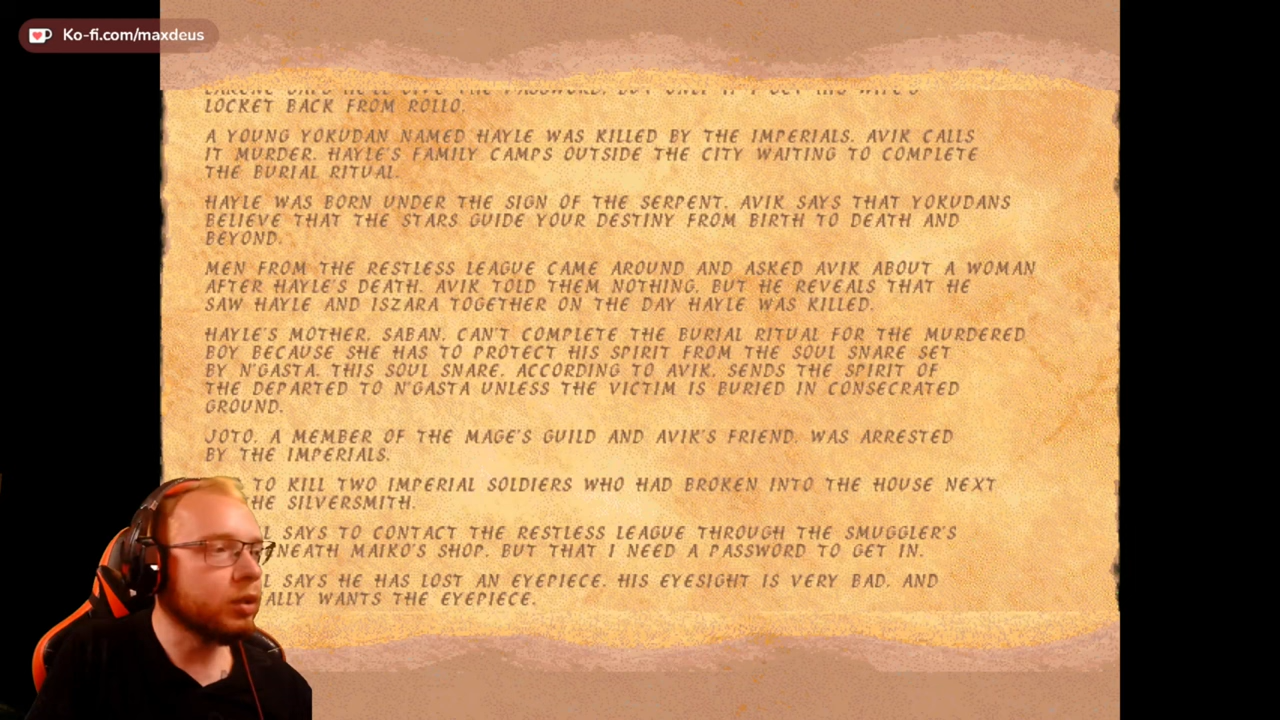 Ko-fi.com/maxdeus
LOCKET BACK FROM ROLLO.
A YOUNG YOKUDAN NAMED HAYLE WAS KILLED BY THE IMPERIALS. AVIK CALLS
IT MURDER. HAYLE'S FAMILY CAMPS OUTSIDE THE CITY WAITING TO COMPLETE
THE BURIAL RITUAL.
HAYLE WAS BORN UNDER THE SIGN OF THE SERPENT. AVIK SAYS THAT YOKUDANS
BELIEVE THAT THE STARS GUIDE YOUR DESTINY FROM BIRTH TO DEATH AND
BEYOND.
MEN FROM THE RESTLESS LEAGUE CAME AROUND AND ASKED AVIK ABOUT A WOMAN
AFTER HAYLE'S DEATH. AVIK TOLD THEM NOTHING, BUT HE REVEALS THAT HE
SAW HAYLE AND ISZARA TOGETHER ON THE DAY HAYLE WAS KILLED.
HAYLE'S MOTHER, SABAN, CAN'T COMPLETE THE BURIAL RITUAL FOR THE MURDERED
BOY BECAUSE SHE HAS TO PROTECT HIS SPIRIT FROM THE SOUL SNARE SET
BY N'GASTA. THIS SOUL SNARE, ACCORDING TO AVIK, SENDS THE SPIRIT OF
THE DEPARTED TO N'GASTA UNLESS THE VICTIM IS BURIED IN CONSECRATED
GROUND.
JOTO, A MEMBER OF THE MAGE'S GUILD AND AVIK'S FRIEND, WAS ARRESTED
BY THE IMPERIALS.
TO KILL TWO IMPERIAL SOLDIERS WHO HAD BROKEN INTO THE HOUSE NEXT
HE SILVERSMITH.
L SAYS TO CONTACT THE RESTLESS LEAGUE THROUGH THE SMUGGLER'S
NEATH MAIKO'S SHOP, BUT THAT I NEED A PASSWORD TO GET IN.
L SAYS HE HAS LOST AN EYEPIECE. HIS EYESIGHT IS VERY BAD, AND
ALLY WANTS THE EYEPIECE.